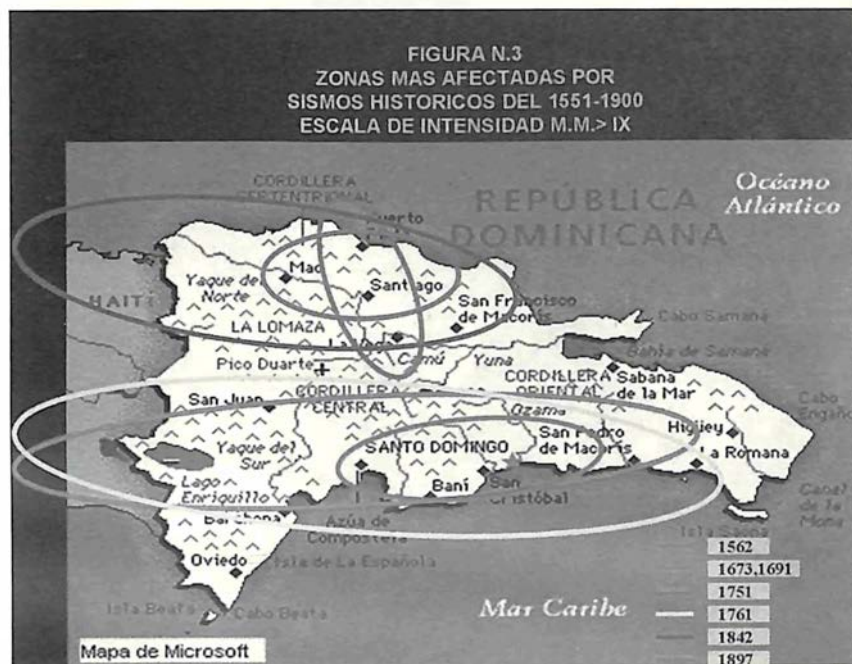 FIGURA N.3
ZONAS MAS AFECTADAS POR
SISMOS HISTORICOS DEL 1551-1900
ESCALA DE INTENSIDAD M.M.> IX
CORDILLERA
SEPTENTRIONAL
REPÚBLICA
DOMINICANA
Océano
Atlántico
Puerto
Mao
Santiago
Yaque del
Norte
HAITI
San Francisco
de Macorís
Cabo Samaná
LA LOMAZA
La
Camú
Yuna
Bahía de Samaná
Pico Duarte
CORDILLERA
CENTRAL
CORDILLERA
ORIENTAL
Sabana
de la Mar
Cabo
Engaño
San Juan
Ozama
Higüey
Yaque del
Sur
SANTO DOMINGO
San Pedro
de Macorís
La Romana
Lago
Enriquillo
Baní
San
Cristóbal
Canal
de la
Mona
Barahona
Azúa de
Compostela
Isla Saona
Oviedo
Isla de La Española
Isla Beata
Cabo Beata
Mar Caribe
1562
1673,1691
1751
1761
1842
1897
Mapa de Microsoft